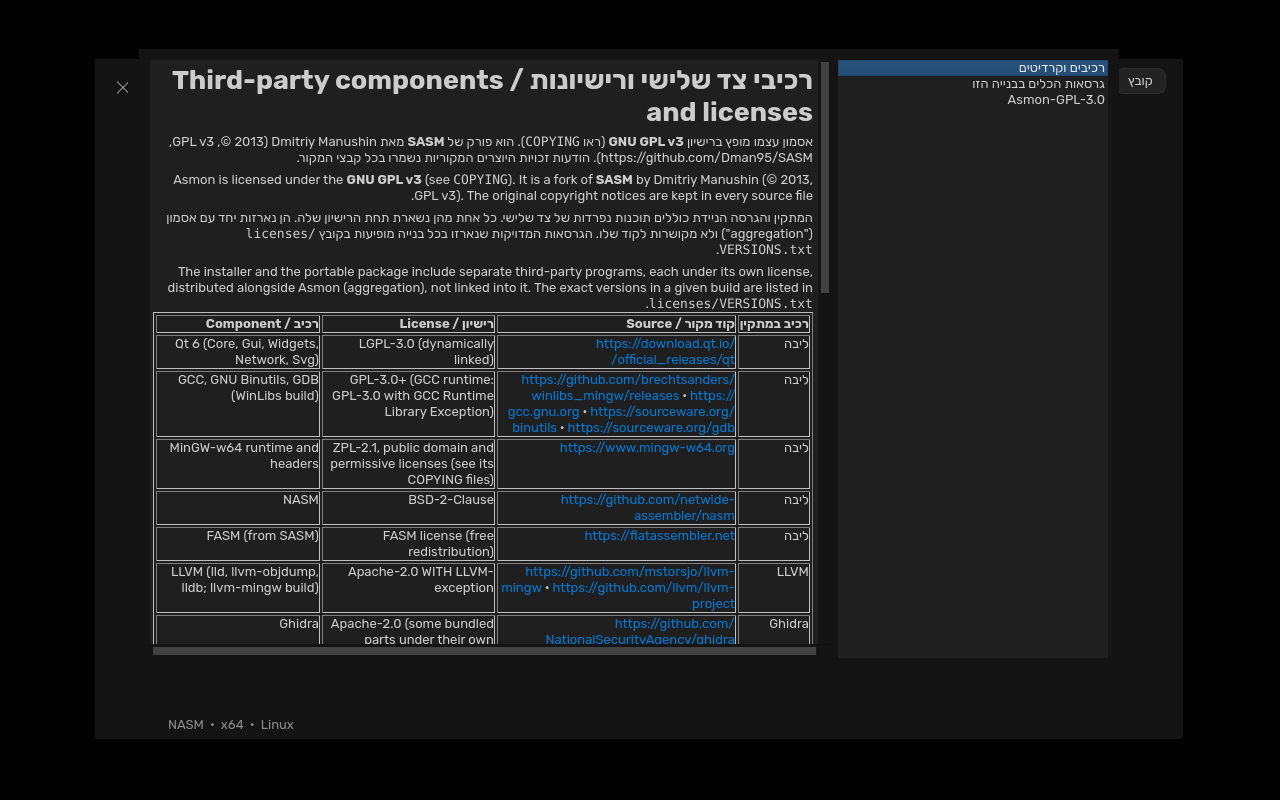 קובץ
רכיבים וקרדיטים
גרסאות הכלים בבנייה הזו
Asmon-GPL-3.0
רכיבי צד שלישי ורישיונות / Third-party components
and licenses
אסמון עצמו מופץ ברישיון GNU GPL v3 (ראו COPYING). הוא פורק של SASM מאת Dmitriy Manushin (© 2013, GPL v3,
https://github.com/Dman95/SASM). הודעות זכויות היוצרים המקוריות נשמרו בכל קבצי המקור.
Asmon is licensed under the GNU GPL v3 (see COPYING). It is a fork of SASM by Dmitriy Manushin (© 2013,
GPL v3). The original copyright notices are kept in every source file.
המתקין והגרסה הניידת כוללים תוכנות נפרדות של צד שלישי. כל אחת מהן נשארת תחת הרישיון שלה. הן נארזות יחד עם אסמון
("aggregation") ולא מקושרות לקוד שלו. הגרסאות המדויקות שנארזו בכל בנייה מופיעות בקובץ licenses/
VERSIONS.txt.
The installer and the portable package include separate third-party programs, each under its own license,
distributed alongside Asmon (aggregation), not linked into it. The exact versions in a given build are listed in
licenses/VERSIONS.txt.
רכיב במתקין קוד מקור / Source רישיון / License רכיב / Component
ליבה https://download.qt.io/ LGPL-3.0 (dynamically Qt 6 (Core, Gui, Widgets,
official_releases/qt/ linked) Network, Svg)
ליבה https://github.com/brechtsanders/ GPL-3.0+ (GCC runtime: GCC, GNU Binutils, GDB
winlibs_mingw/releases • https:// GPL-3.0 with GCC Runtime (WinLibs build)
gcc.gnu.org • https://sourceware.org/ Library Exception)
binutils • https://sourceware.org/gdb
ליבה https://www.mingw-w64.org ZPL-2.1, public domain and MinGW-w64 runtime and
permissive licenses (see its headers
COPYING files)
ליבה https://github.com/netwide- BSD-2-Clause NASM
assembler/nasm
ליבה https://flatassembler.net FASM license (free FASM (from SASM)
redistribution)
LLVM https://github.com/mstorsjo/llvm- Apache-2.0 WITH LLVM- LLVM (lld, llvm-objdump,
mingw • https://github.com/llvm/llvm- exception lldb; llvm-mingw build)
project
Ghidra https://github.com/ Apache-2.0 (some bundled Ghidra
NationalSecurityAgency/ghidra parts under their own
NASM • x64 • Linux